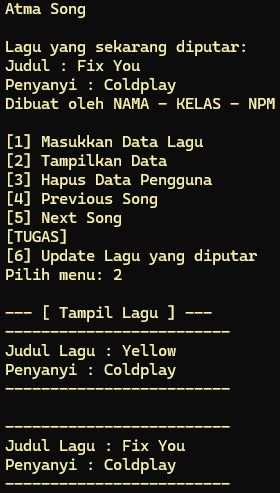 Atma Song
Lagu yang sekarang diputar:
Judul : Fix You
Penyanyi : Coldplay
Dibuat oleh NAMA - KELAS - NPM
[1] Masukkan Data Lagu
[2] Tampilkan Data
[3] Hapus Data Pengguna
[4] Previous Song
[5] Next Song
[TUGAS]
[6] Update Lagu yang diputar
Pilih menu: 2
--- [ Tampil Lagu ] ---
-------------------------
Judul Lagu : Yellow
Penyanyi : Coldplay
-------------------------
-------------------------
Judul Lagu : Fix You
Penyanyi : Coldplay
-------------------------